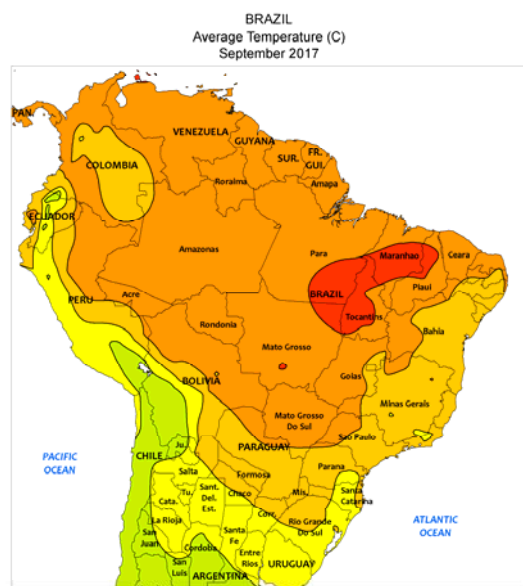 BRAZIL
Average Temperature (C)
September 2017
PAN.
VENEZUELA
GUYANA
COLOMBIA
SUR.
FR.
GUI.
Roraima
Amapa
ECUADOR
Amazonas
Para
Maranhao
Ceara
BRAZIL
Piaui
PERU
Acre
Tocantins
Rondonia
Bahia
Mato Grosso
BOLIVIA
Goias
Minas Gerais
Mato Grosso
Do Sul
Sao Paulo
PARAGUAY
Ju.
PACIFIC
OCEAN
CHILE
Salta
Formosa
Parana
Tu.
Sant.
Del.
Est.
Chaco
Mis.
Santa
Catarina
Cata.
Corr.
La Rioja
Rio Grande
Do Sul
ATLANTIC
OCEAN
San
Juan
Santa
Fe
Cordoba
Entre
Rios
San
Luis
URUGUAY
ARGENTINA